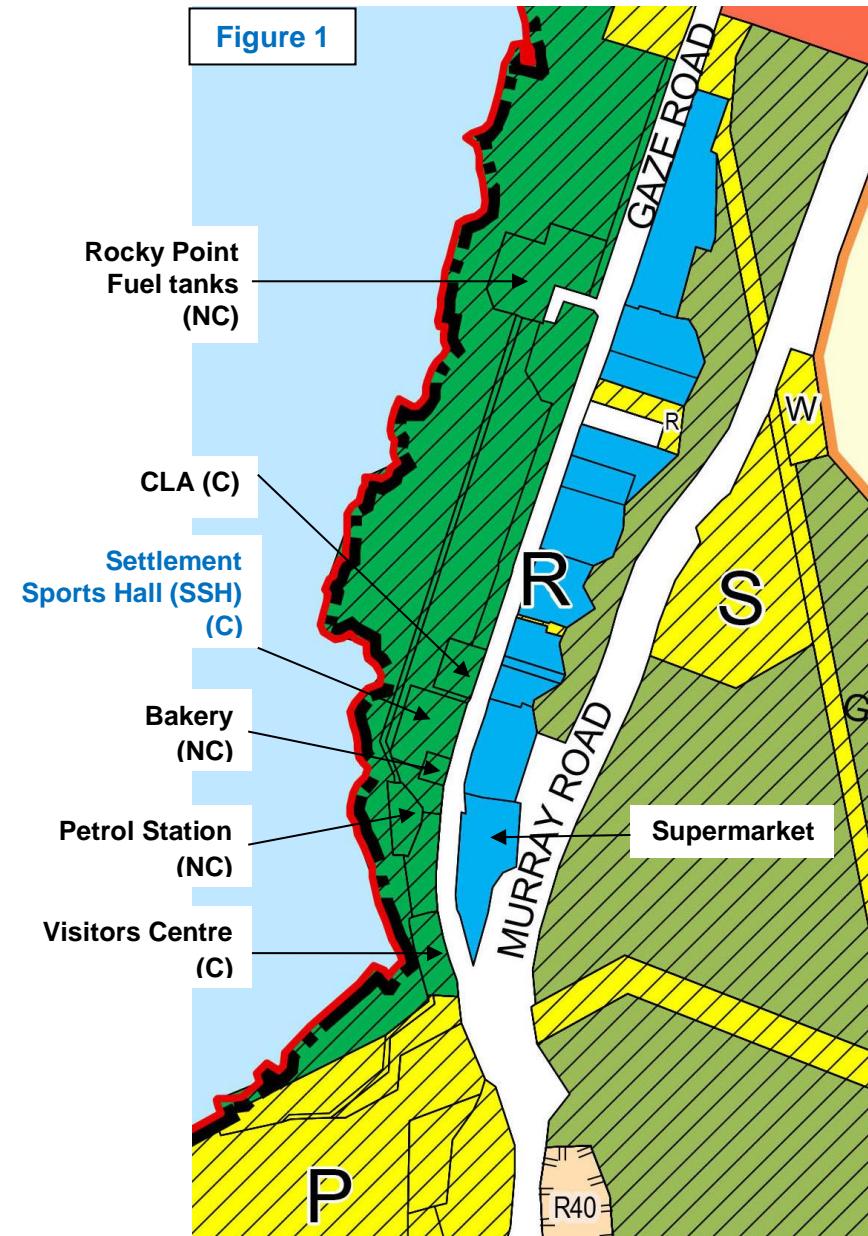 Figure 1
GAZE ROAD
Rocky Point
Fuel tanks
(NC)
W
R
CLA (C)
Settlement
Sports Hall (SSH)
(C)
R
S
G
Bakery
(NC)
MURRAY ROAD
Petrol Station
(NC)
Supermarket
Visitors Centre
(C)
P
R40